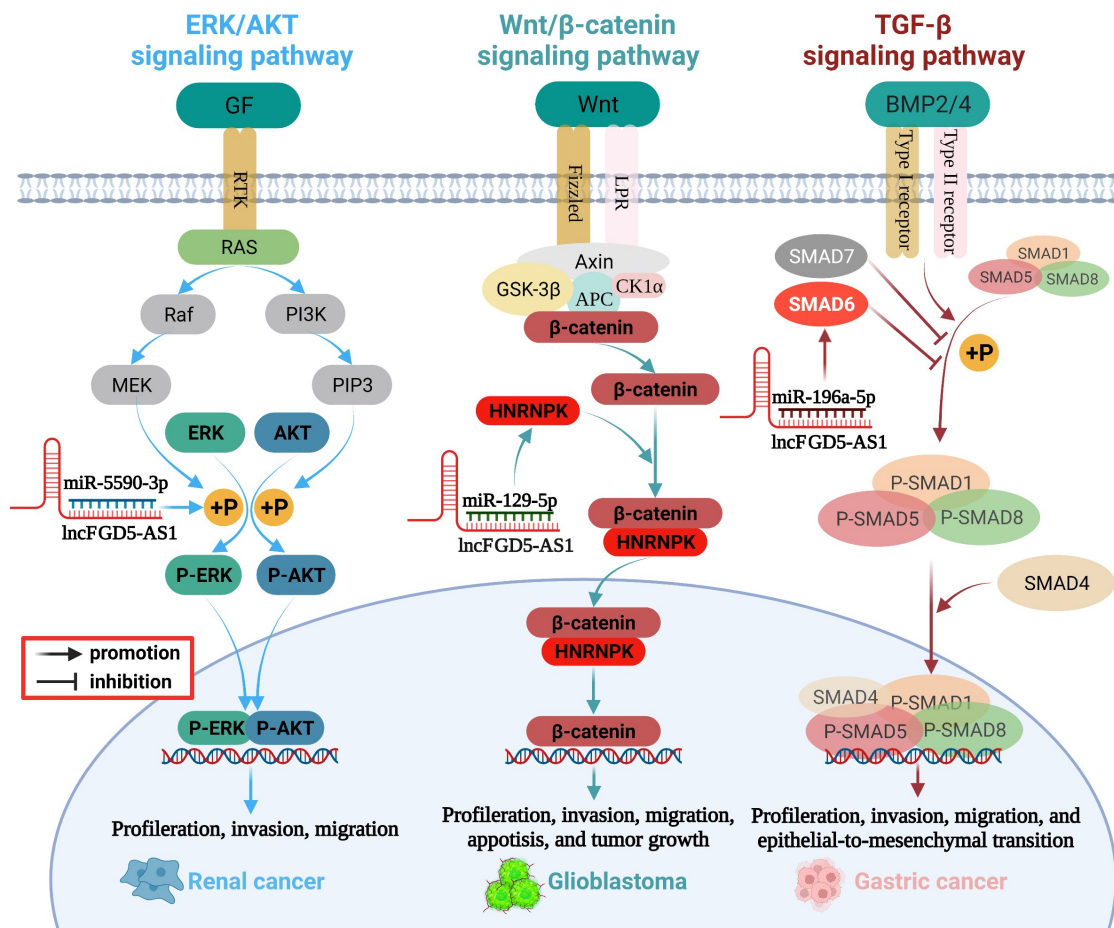 ERK/AKT
signaling pathway
GF
RTK
RAS
Raf
PI3K
MEK
PIP3
ERK
AKT
miR-5590-3p
lncFGD5-AS1
+P
+P
P-ERK
P-AKT
promotion
inhibition
P-ERK
P-AKT
Profileration, invasion, migration
Renal cancer
Wnt/β-catenin
signaling pathway
Wnt
Fizzled
LPR
Axin
GSK-3β
APC
CK1α
β-catenin
β-catenin
HNRNPK
miR-129-5p
lncFGD5-AS1
β-catenin
HNRNPK
β-catenin
HNRNPK
β-catenin
Profileration, invasion, migration,
appotisis, and tumor growth
Glioblastoma
TGF-β
signaling pathway
BMP2/4
Type I receptor
Type II receptor
SMAD7
SMAD6
SMAD1
SMAD5
SMAD8
+P
miR-196a-5p
lncFGD5-AS1
P-SMAD1
P-SMAD5
P-SMAD8
SMAD4
SMAD4
P-SMAD1
P-SMAD5
P-SMAD8
Profileration, invasion, migration, and
epithelial-to-mesenchymal transition
Gastric cancer